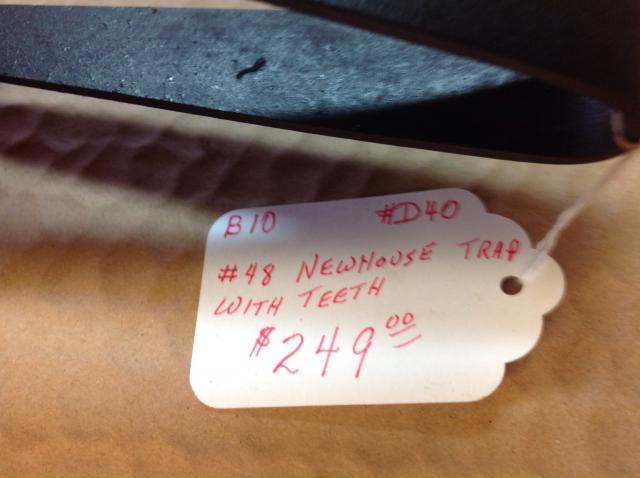 B10 #D40
#48 NEWHOUSE TRAP
WITH TEETH
$249.00